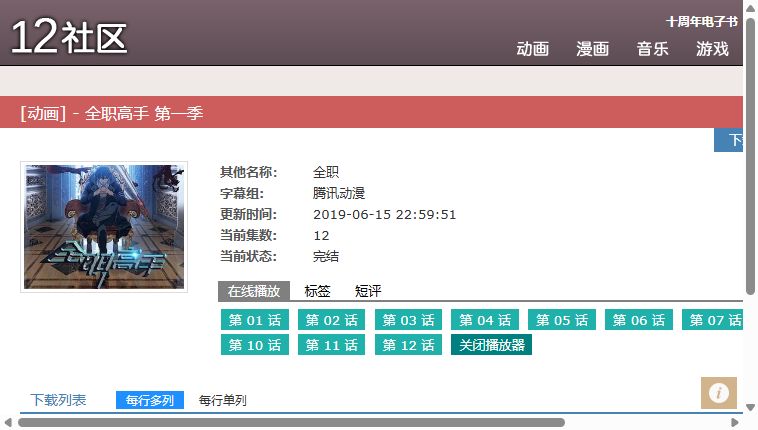 十周年电子书
12社区
动画 漫画 音乐 游戏
[动画] - 全职高手 第一季
其他名称: 全职
字幕组: 腾讯动漫
更新时间: 2019-06-15 22:59:51
当前集数: 12
当前状态: 完结
全职高手
在线播放 标签 短评
第 01 话 第 02 话 第 03 话 第 04 话 第 05 话 第 06 话 第 07 话
第 10 话 第 11 话 第 12 话 关闭播放器
下载列表 每行多列 每行单列